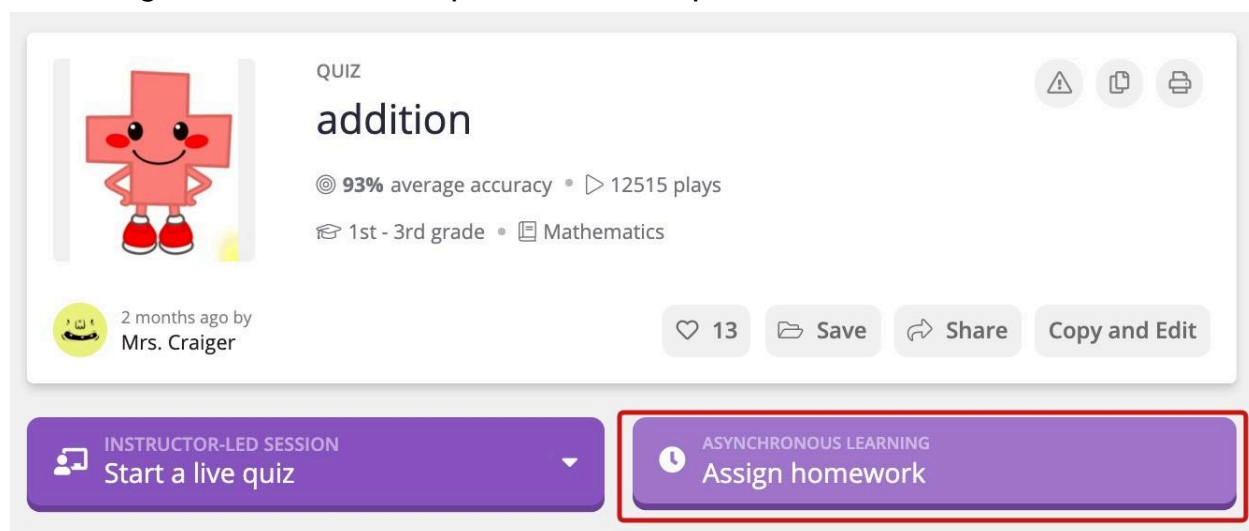 QUIZ
addition
93% average accuracy • 12515 plays
1st - 3rd grade • Mathematics
2 months ago by
Mrs. Craiger
13 Save Share Copy and Edit
INSTRUCTOR-LED SESSION
Start a live quiz
ASYNCHRONOUS LEARNING
Assign homework